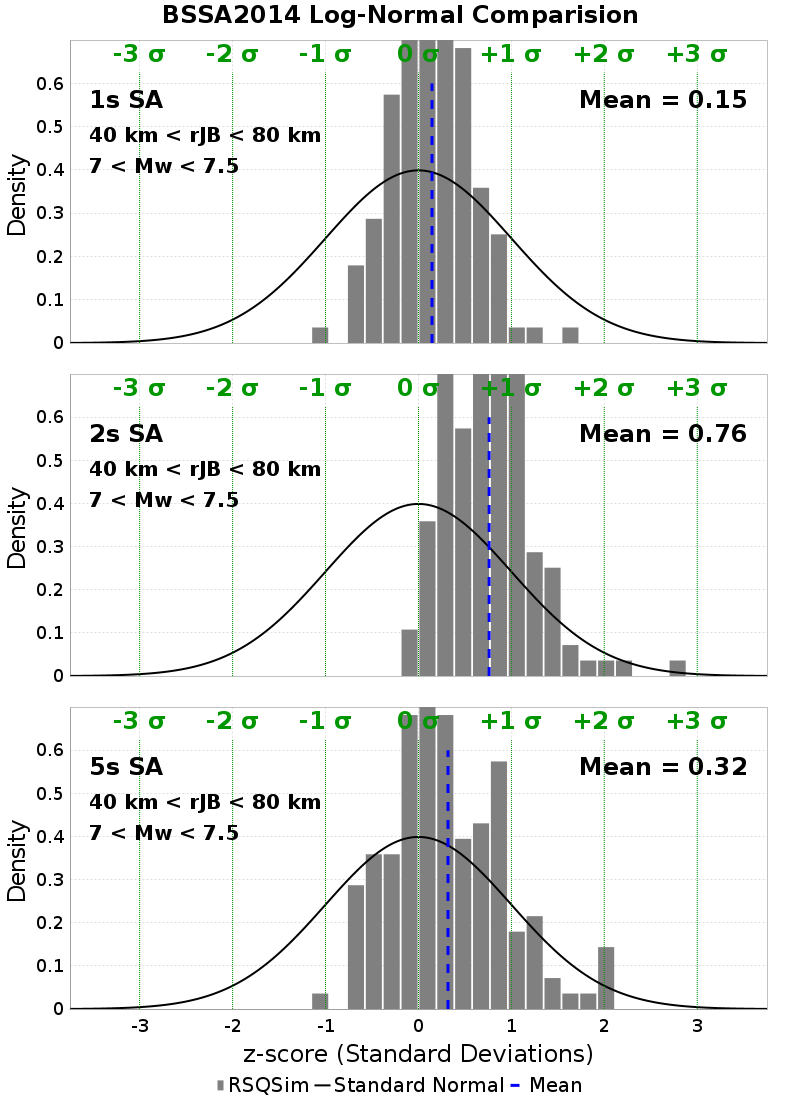 BSSA2014 Log-Normal Comparision
-3 σ -2 σ -1 σ 0 σ +1 σ +2 σ +3 σ
1s SA Mean = 0.15
40 km < rJB < 80 km
7 < Mw < 7.5
Density
0.6
0.5
0.4
0.3
0.2
0.1
0
-3 σ -2 σ -1 σ 0 σ +1 σ +2 σ +3 σ
2s SA Mean = 0.76
40 km < rJB < 80 km
7 < Mw < 7.5
Density
0.6
0.5
0.4
0.3
0.2
0.1
0
-3 σ -2 σ -1 σ 0 σ +1 σ +2 σ +3 σ
5s SA Mean = 0.32
40 km < rJB < 80 km
7 < Mw < 7.5
Density
0.6
0.5
0.4
0.3
0.2
0.1
0
-3 -2 -1 0 1 2 3
z-score (Standard Deviations)
RSQSim Standard Normal Mean